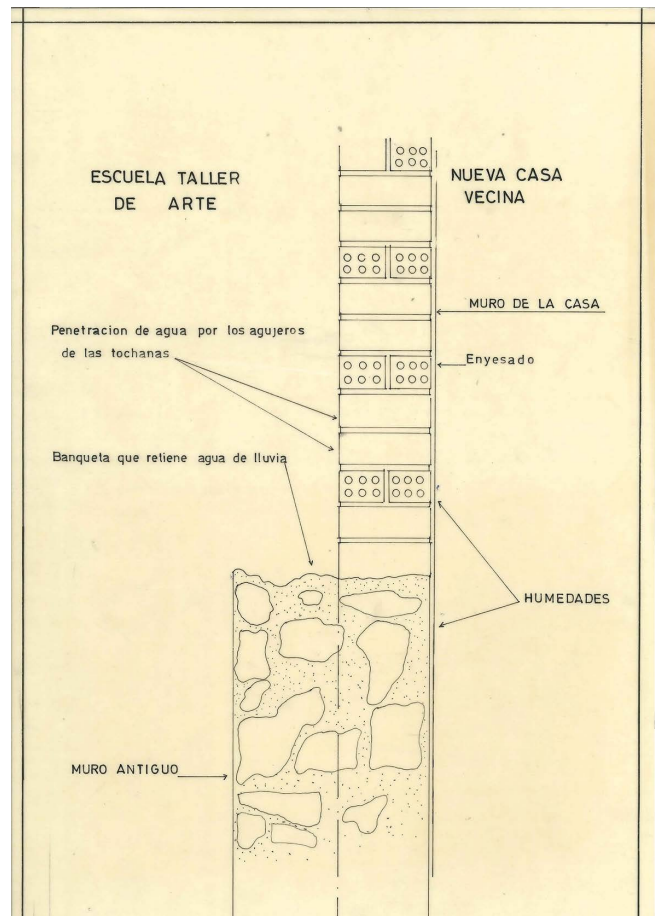 ESCUELA TALLER
DE ARTE
NUEVA CASA
VECINA
MURO DE LA CASA
Penetracion de agua por los agujeros
de las tochanas
Enyesado
Banqueta que retiene agua de lluvia
HUMEDADES
MURO ANTIGUO